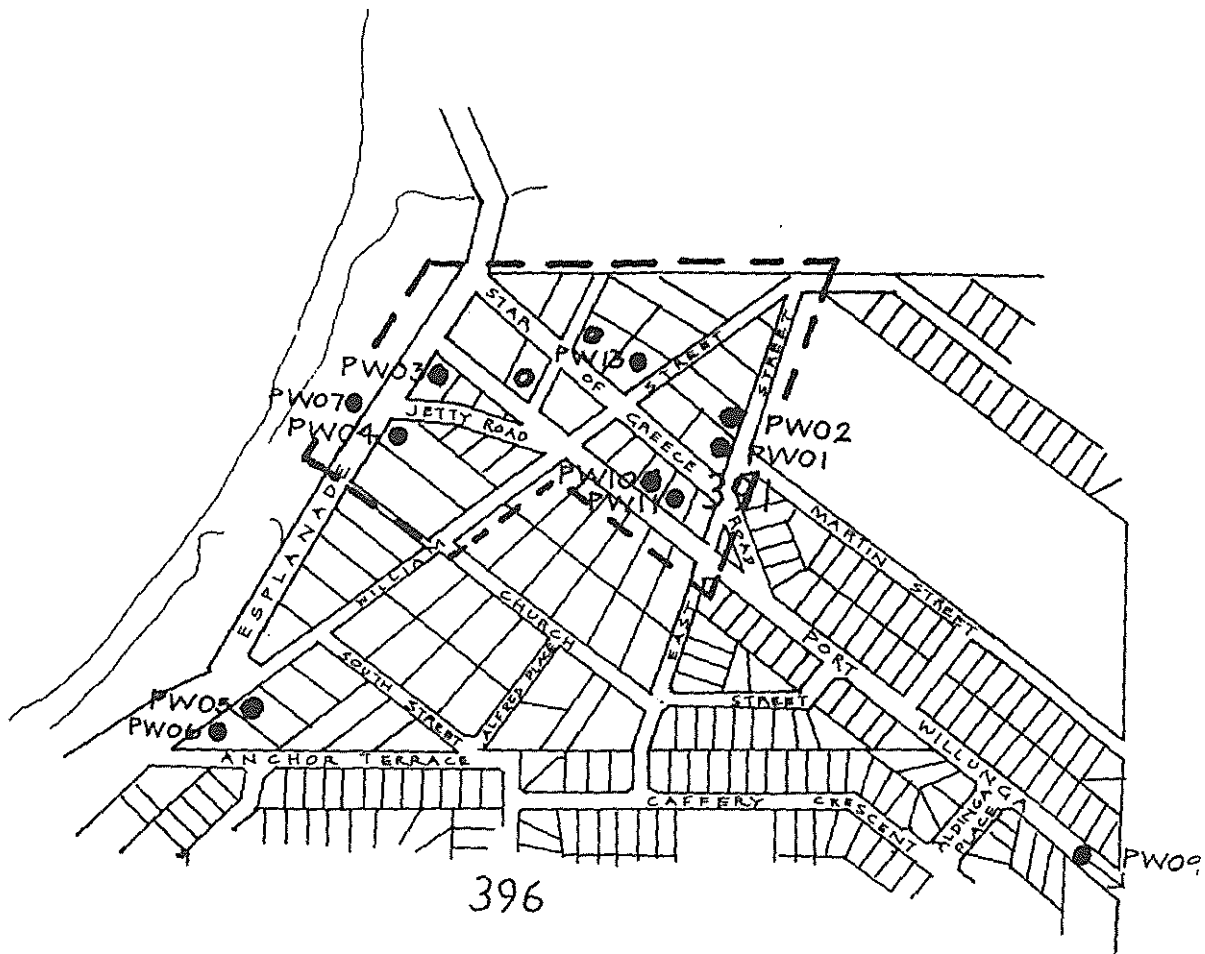 STAR OF GREECE ROAD
STREET
STREET
PW13
PW03
PW07
JETTY ROAD
PW04
PW02
PW01
PW10
PW11
MARTIN STREET
ESPLANADE
WILLIAM
CHURCH STREET
EAST
PORT WILLUNGA
SOUTH STREET
ALFRED PLACE
PW05
PW06
ANCHOR TERRACE
CAFFERY CRESCENT
ALDINGA PLACE
396